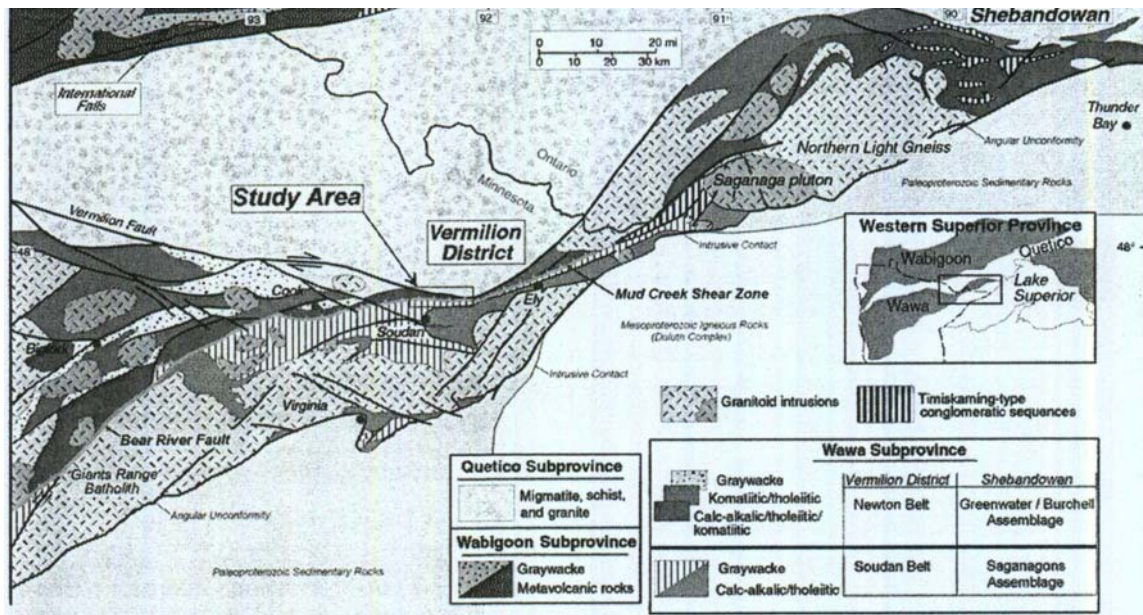 93
92
91°
90
Shebandowan
0 10 20 mi
0 10 20 30 km
International
Falls
Thunder
Bay
Angular Unconformity
Northern Light Gneiss
Ontario
Minnesota
Saganaga pluton
Paleoproterozoic Sedimentary Rocks
Study Area
Vermilion Fault
Vermilion
District
Intrusive Contact
48°
48°
Western Superior Province
Quetico
Wabigoon
Lake
Superior
Wawa
Cook
Ely
Mud Creek Shear Zone
Soudan
Mesoproterozoic Igneous Rocks
(Duluth Complex)
Intrusive Contact
Virginia
Granitoid intrusions
Timiskaming-type
conglomeratic sequences
Bear River Fault
Giants Range
Batholith
Angular Unconformity
Paleoproterozoic Sedimentary Rocks
Quetico Subprovince
Migmatite, schist,
and granite
Wabigoon Subprovince
Graywacke
Metavolcanic rocks
Wawa Subprovince
Vermilion District
Shebandowan
Graywacke
Komatiitic/tholeiitic
Calc-alkalic/tholeiitic/
komatiitic
Newton Belt
Greenwater / Burchell
Assemblage
Graywacke
Calc-alkalic/tholeiitic
Soudan Belt
Saganagons
Assemblage